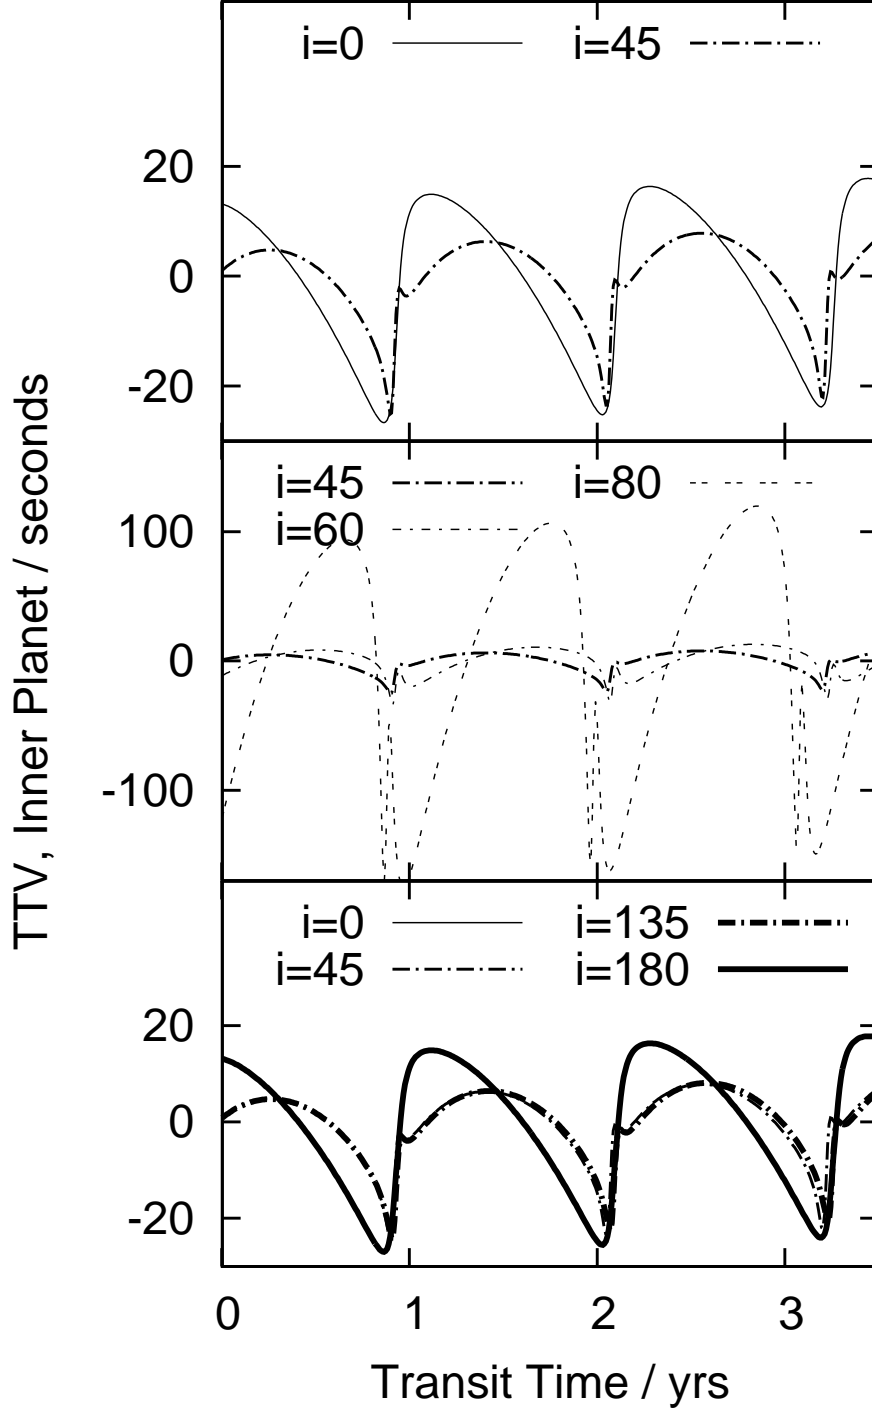 i=0 i=45
20
0
-20
i=45 i=80
i=60
100
0
-100
TTV, Inner Planet / seconds
i=0 i=135
i=45 i=180
20
0
-20
0 1 2 3
Transit Time / yrs